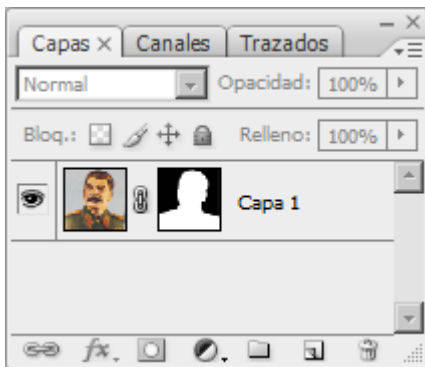 Capas × Canales Trazados
Normal Opacidad: 100%
Bloq.: Relleno: 100%
Capa 1
fx.